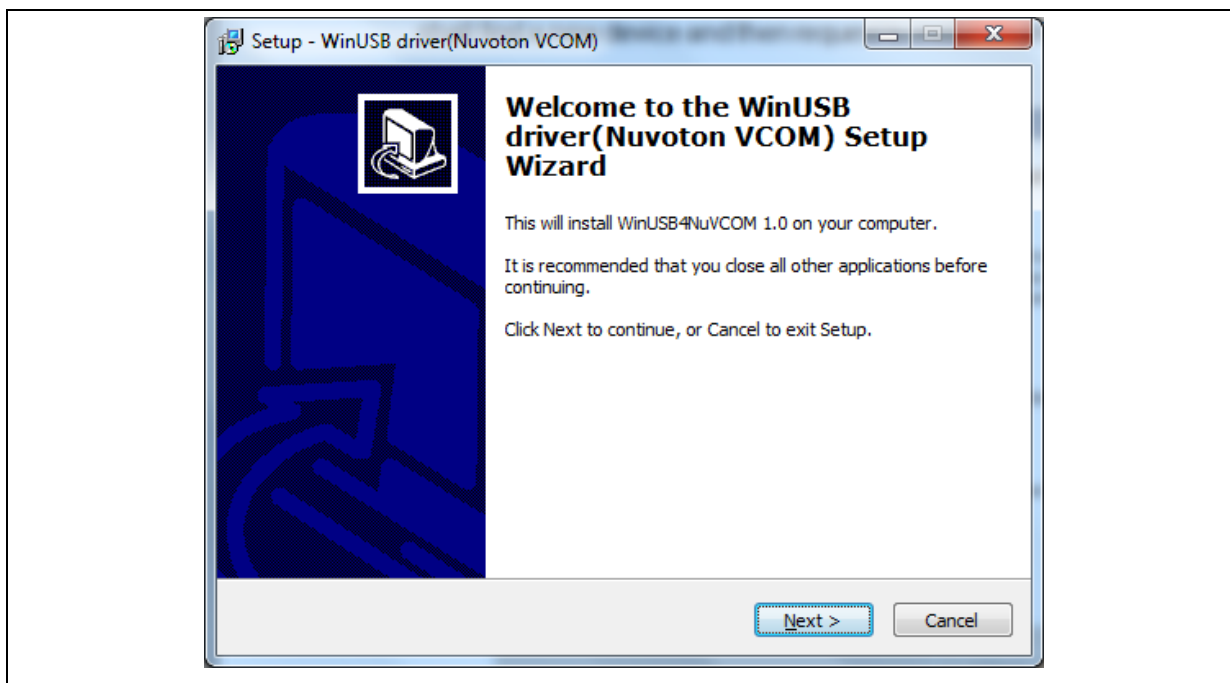 Setup - WinUSB driver(Nuvoton VCOM)
Welcome to the WinUSB
driver(Nuvoton VCOM) Setup
Wizard
This will install WinUSB4NuVCOM 1.0 on your computer.
It is recommended that you close all other applications before
continuing.
Click Next to continue, or Cancel to exit Setup.
Next >
Cancel